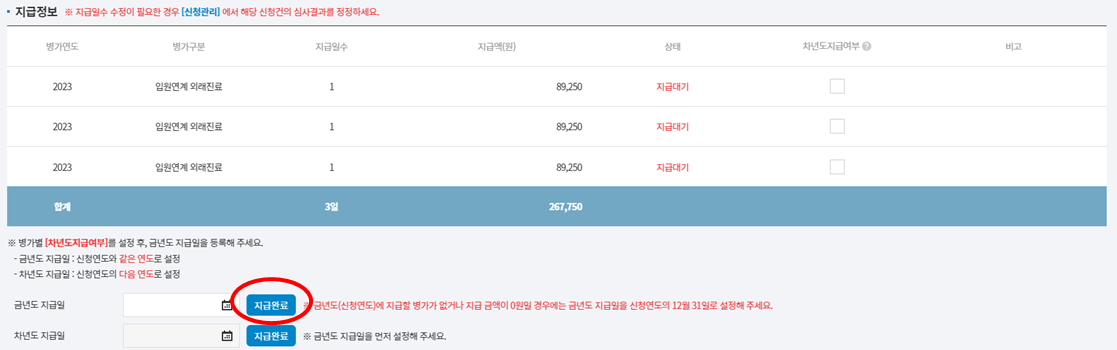 지급정보 ※ 지급일수 수정이 필요한 경우 [신청관리] 에서 해당 신청건의 심사결과를 정정하세요.
병가연도 병가구분 지급일수 지급액(원) 상태 차년도지급여부 ? 비고
2023 입원연계 외래진료 1 89,250 지급대기
2023 입원연계 외래진료 1 89,250 지급대기
2023 입원연계 외래진료 1 89,250 지급대기
합계 3일 267,750
※ 병가별 [차년도지급여부]를 설정 후, 금년도 지급일을 등록해 주세요.
- 금년도 지급일 : 신청연도와 같은 연도로 설정
- 차년도 지급일 : 신청연도의 다음 연도로 설정
금년도 지급일 지급완료 ※ 금년도(신청연도)에 지급할 병가가 없거나 지급 금액이 0원일 경우에는 금년도 지급일을 신청연도의 12월 31일로 설정해 주세요.
차년도 지급일 지급완료 ※ 금년도 지급일을 먼저 설정해 주세요.